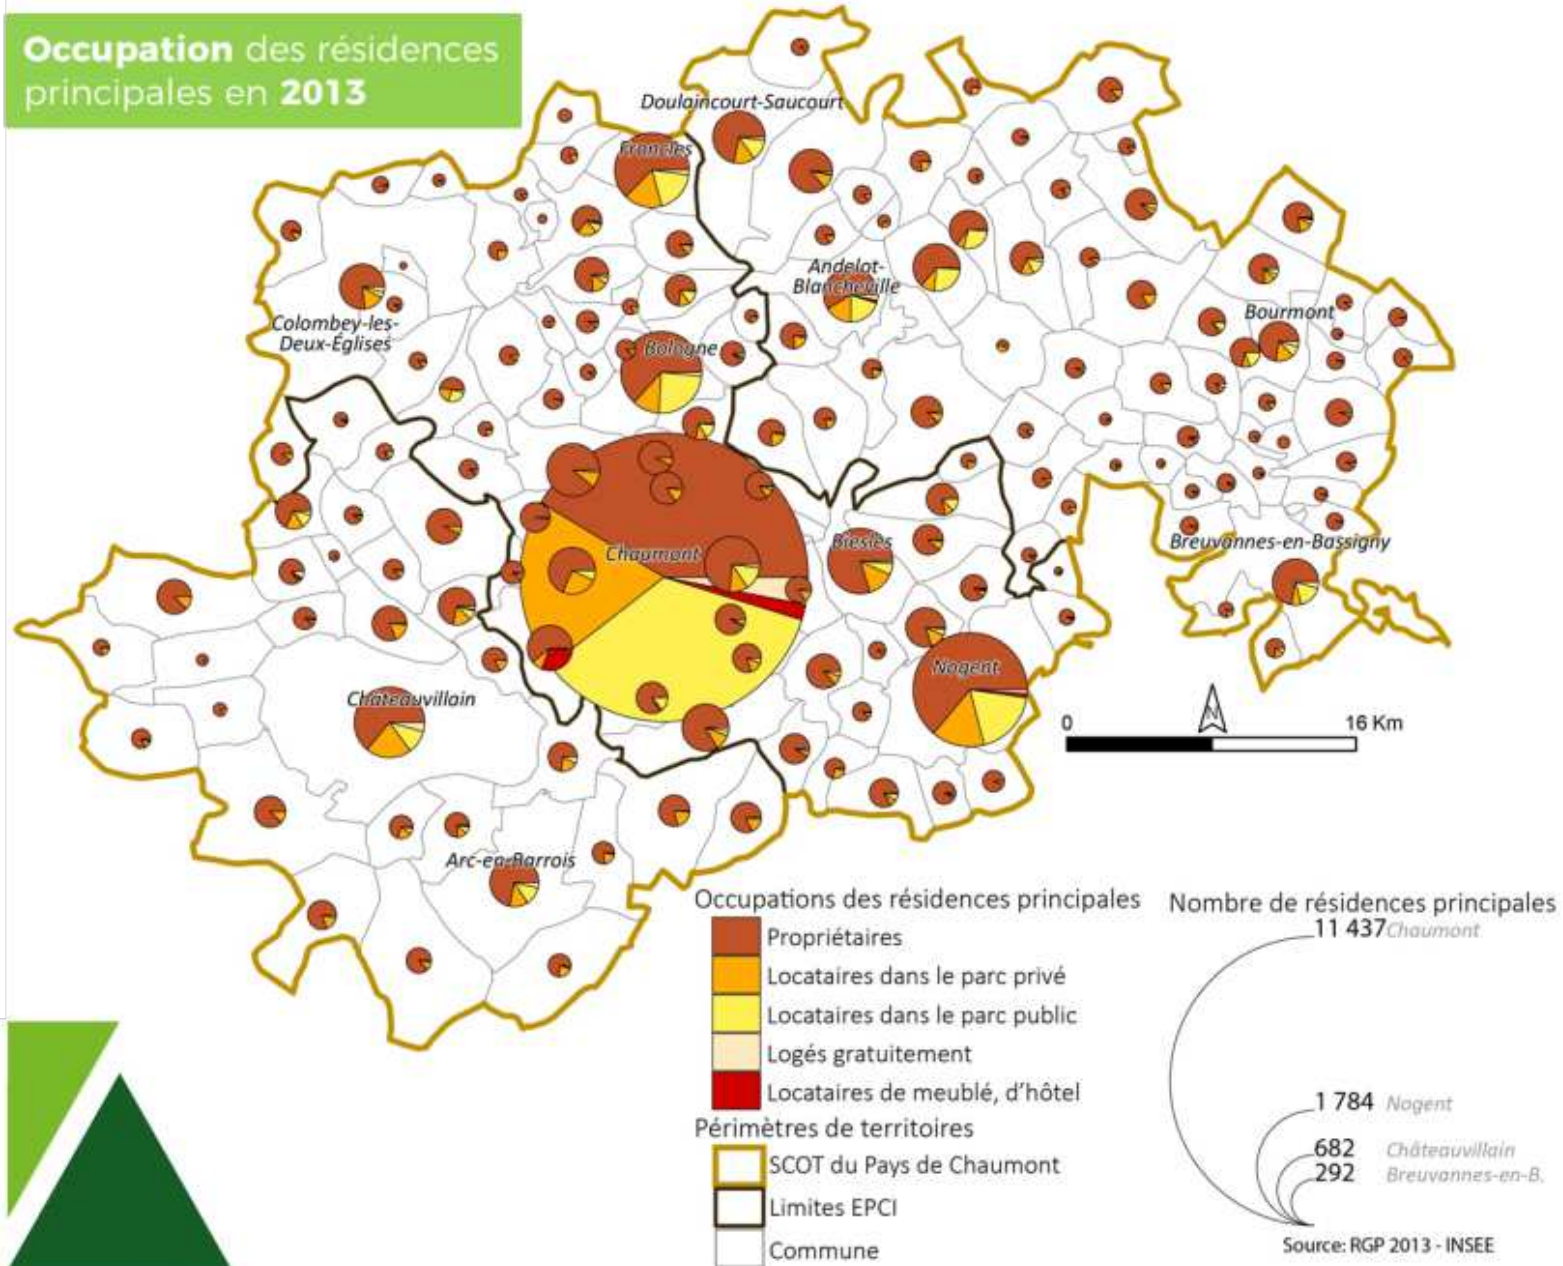 Occupation des résidences
principales en 2013
Doulaincourt-Saucourt
Froncles
Andelot-
Blancheville
Bourmont
Colombey-les-
Deux-Églises
Bologne
Chaumont
Biesles
Breuvannes-en-Bassigny
Nogent
Châteauvillain
Arc-en-Barrois
N
0 16 Km
Occupations des résidences principales
Propriétaires
Locataires dans le parc privé
Locataires dans le parc public
Logés gratuitement
Locataires de meublé, d'hôtel
Périmètres de territoires
SCOT du Pays de Chaumont
Limites EPCI
Commune
Nombre de résidences principales
11 437 Chaumont
1 784 Nogent
682 Châteauvillain
292 Breuvannes-en-B.
Source: RGP 2013 - INSEE